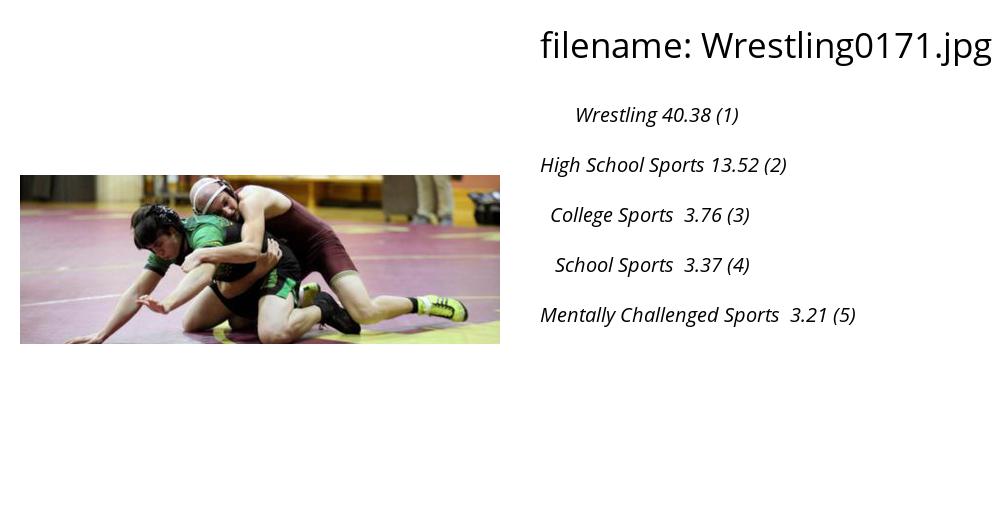 filename: Wrestling0171.jpg
Wrestling 40.38 (1)
High School Sports 13.52 (2)
College Sports 3.76 (3)
School Sports 3.37 (4)
Mentally Challenged Sports 3.21 (5)